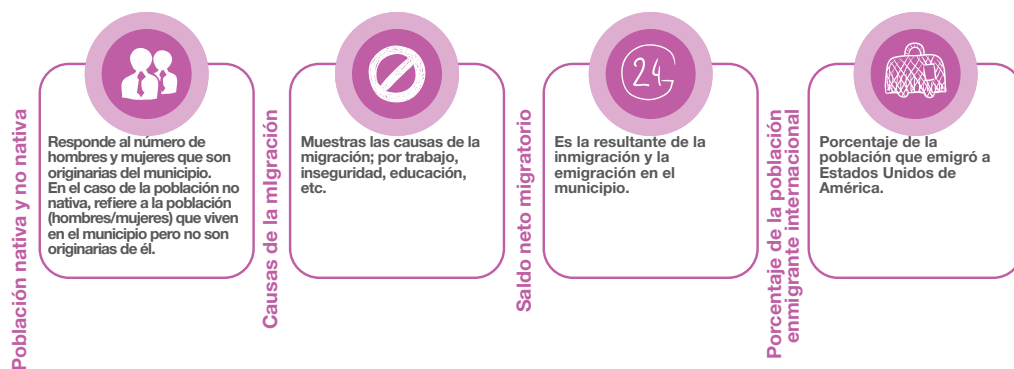 Población nativa y no nativa
Responde al número de
hombres y mujeres que son
originarias del municipio.
En el caso de la población no
nativa, refiere a la población
(hombres/mujeres) que viven
en el municipio pero no son
originarias de él.
Causas de la mIgración
Muestras las causas de la
migración; por trabajo,
inseguridad, educación,
etc.
Saldo neto migratorio
24
Es la resultante de la
inmigración y la
emigración en el
municipio.
Porcentaje de la población
enmigrante internacional
Porcentaje de la
población que emigró a
Estados Unidos de
América.